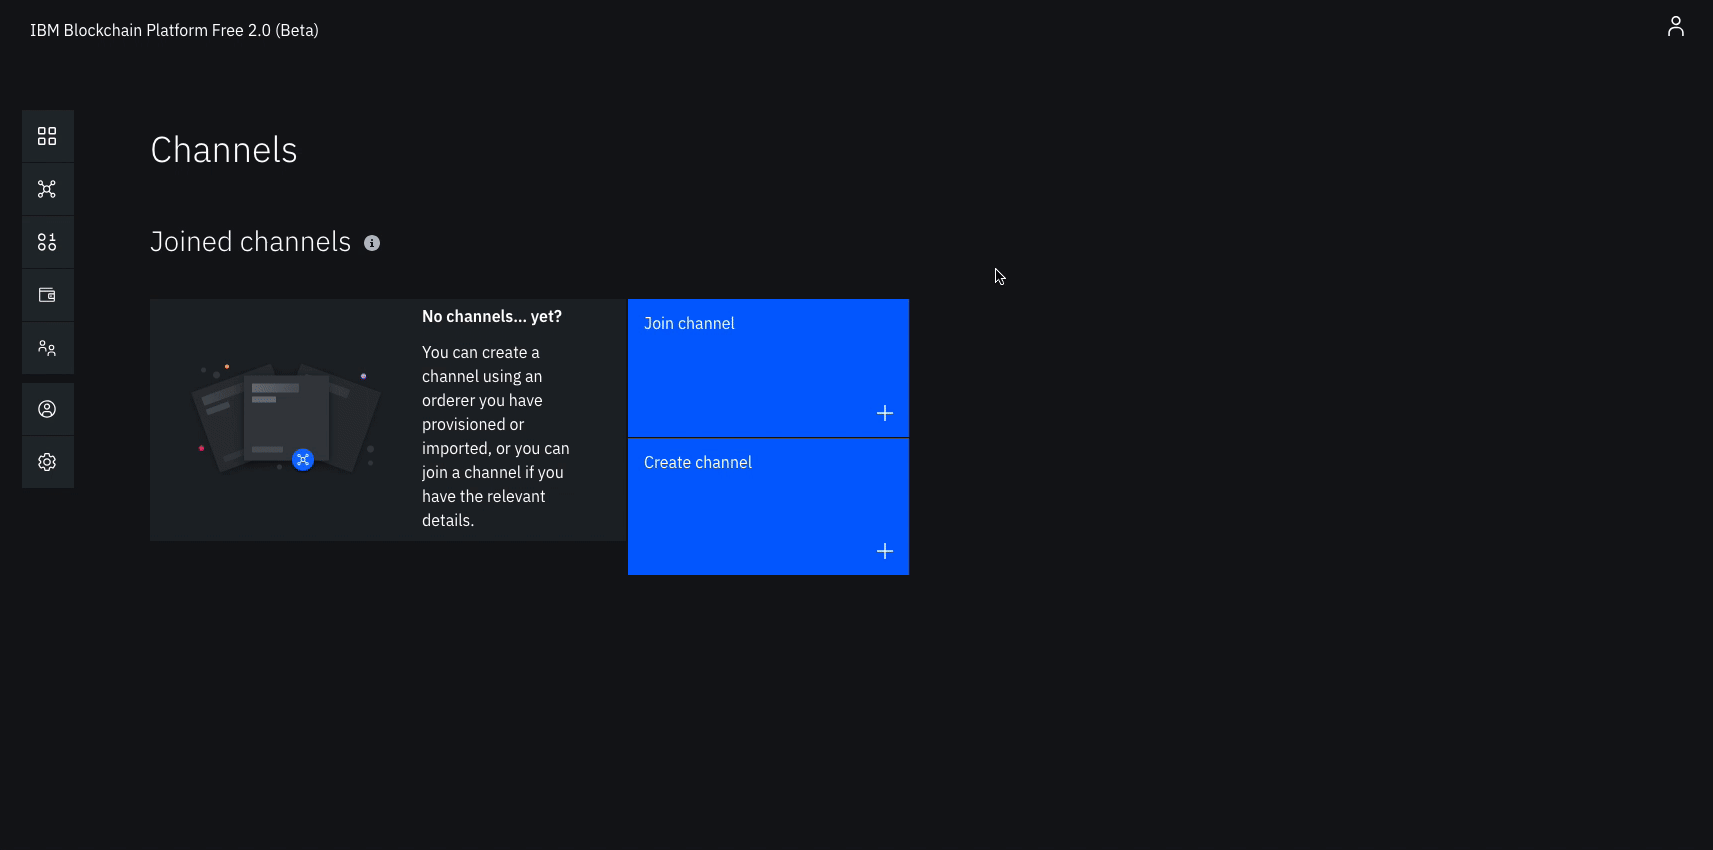 IBM Blockchain Platform Free 2.0 (Beta)
Channels
Joined channels
No channels... yet?
You can create a
channel using an
orderer you have
provisioned or
imported, or you can
join a channel if you
have the relevant
details.
Join channel
Create channel